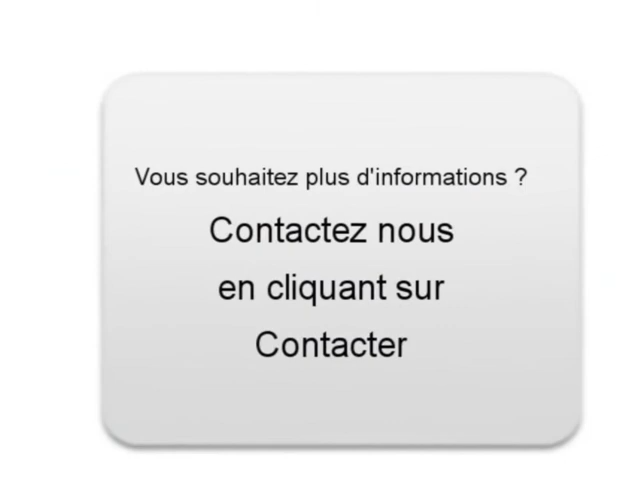 Vous souhaitez plus d'informations ?
Contactez nous
en cliquant sur
Contacter